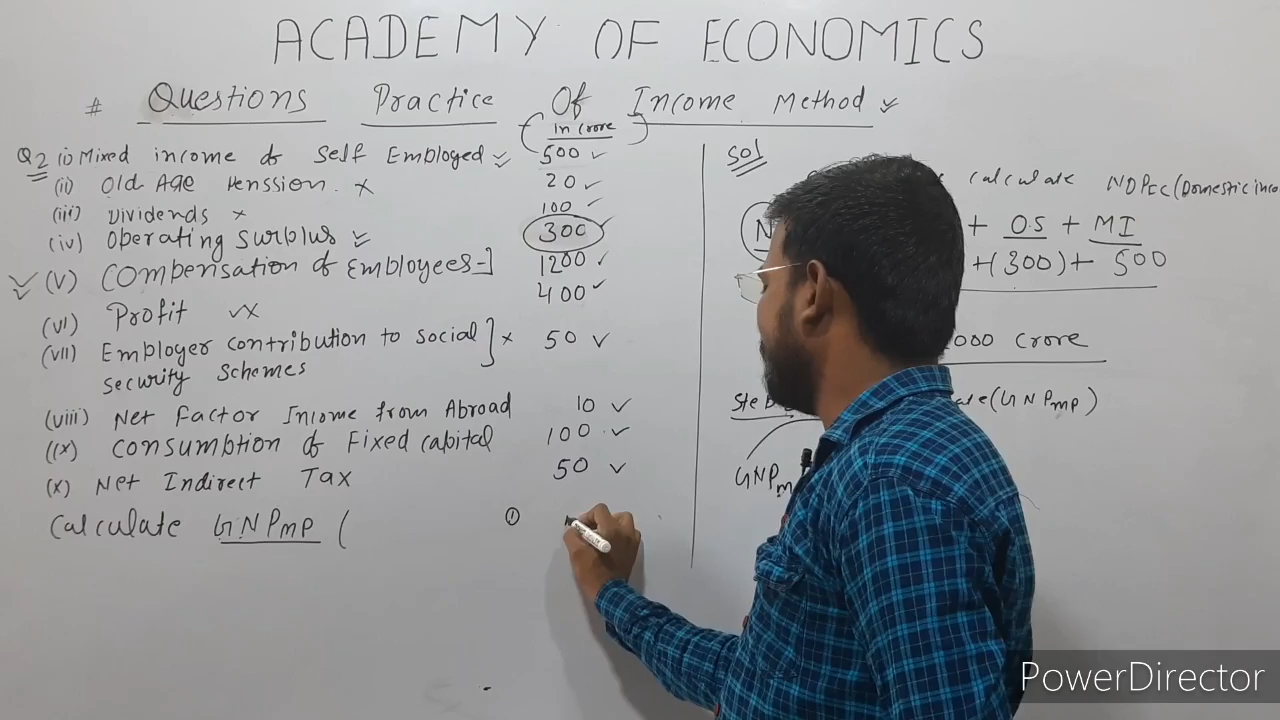 ACADEMY OF ECONOMICS
# Questions Practice Of Income Method
(in crore)
Q2 (i) Mixed income of Self Employed 500
(ii) Old Age Penssion. x 20
(iii) Dividends x 100
(iv) Operating Surplus 300
(v) Compensation of Employees 1200
(vi) Profit x 400
(vii) Employer contribution to Social x 50
Security Schemes
(viii) Net Factor Income from Abroad 10
(ix) Consumption of Fixed Capital 100
(x) Net Indirect Tax 50
Calculate GNPMP ( ①
Sol
calculate NDPFC (Domestic inco
N + O.S + MI
+(300)+ 500
000 crore
ate (GNPMP)
GNPM
PowerDirector